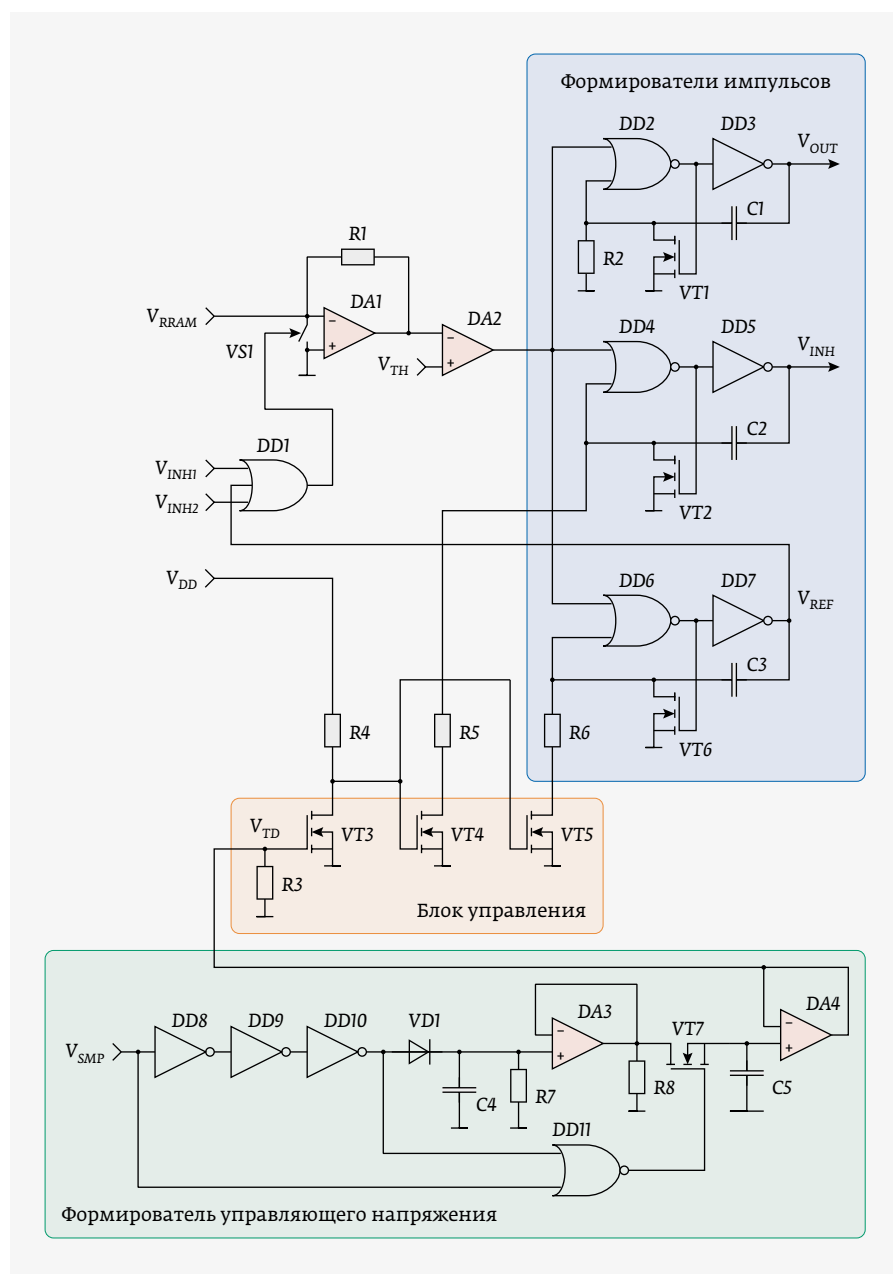 Формирователи импульсов
DD2
DD3
V_OUT
C1
R2
VT1
R1
V_RRAM
DA1
DA2
VS1
V_TH
DD4
DD5
V_INH
C2
VT2
DD1
V_INH1
V_INH2
V_DD
DD6
DD7
V_REF
C3
VT6
R4
R5
R6
V_TD
VT3
VT4
VT5
R3
Блок управления
DD8
DD9
DD10
VD1
DA3
VT7
DA4
V_SMP
C4
R7
R8
C5
DD11
Формирователь управляющего напряжения